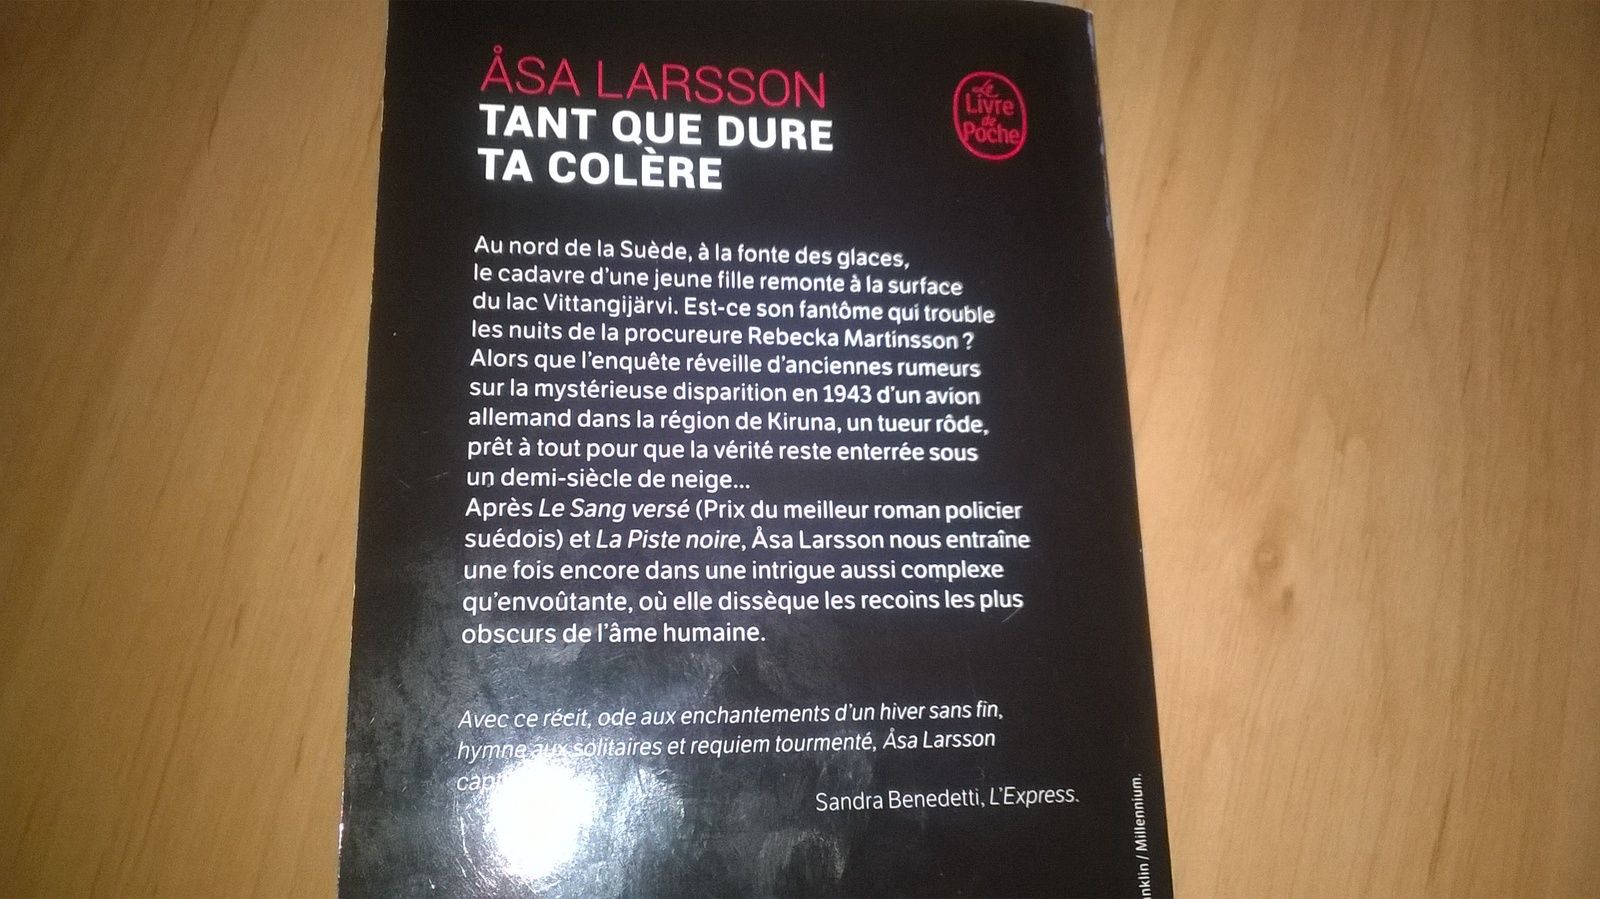 ÅSA LARSSON
TANT QUE DURE
TA COLÈRE
Le
Livre
de
Poche
Au nord de la Suède, à la fonte des glaces,
le cadavre d'une jeune fille remonte à la surface
du lac Vittangijärvi. Est-ce son fantôme qui trouble
les nuits de la procureure Rebecka Martinsson ?
Alors que l'enquête réveille d'anciennes rumeurs
sur la mystérieuse disparition en 1943 d'un avion
allemand dans la région de Kiruna, un tueur rôde,
prêt à tout pour que la vérité reste enterrée sous
un demi-siècle de neige...
Après Le Sang versé (Prix du meilleur roman policier
suédois) et La Piste noire, Åsa Larsson nous entraîne
une fois encore dans une intrigue aussi complexe
qu'envoûtante, où elle dissèque les recoins les plus
obscurs de l'âme humaine.
Avec ce récit, ode aux enchantements d'un hiver sans fin,
hymne aux solitaires et requiem tourmenté, Åsa Larsson
Sandra Benedetti, L'Express.
/ Millennium.